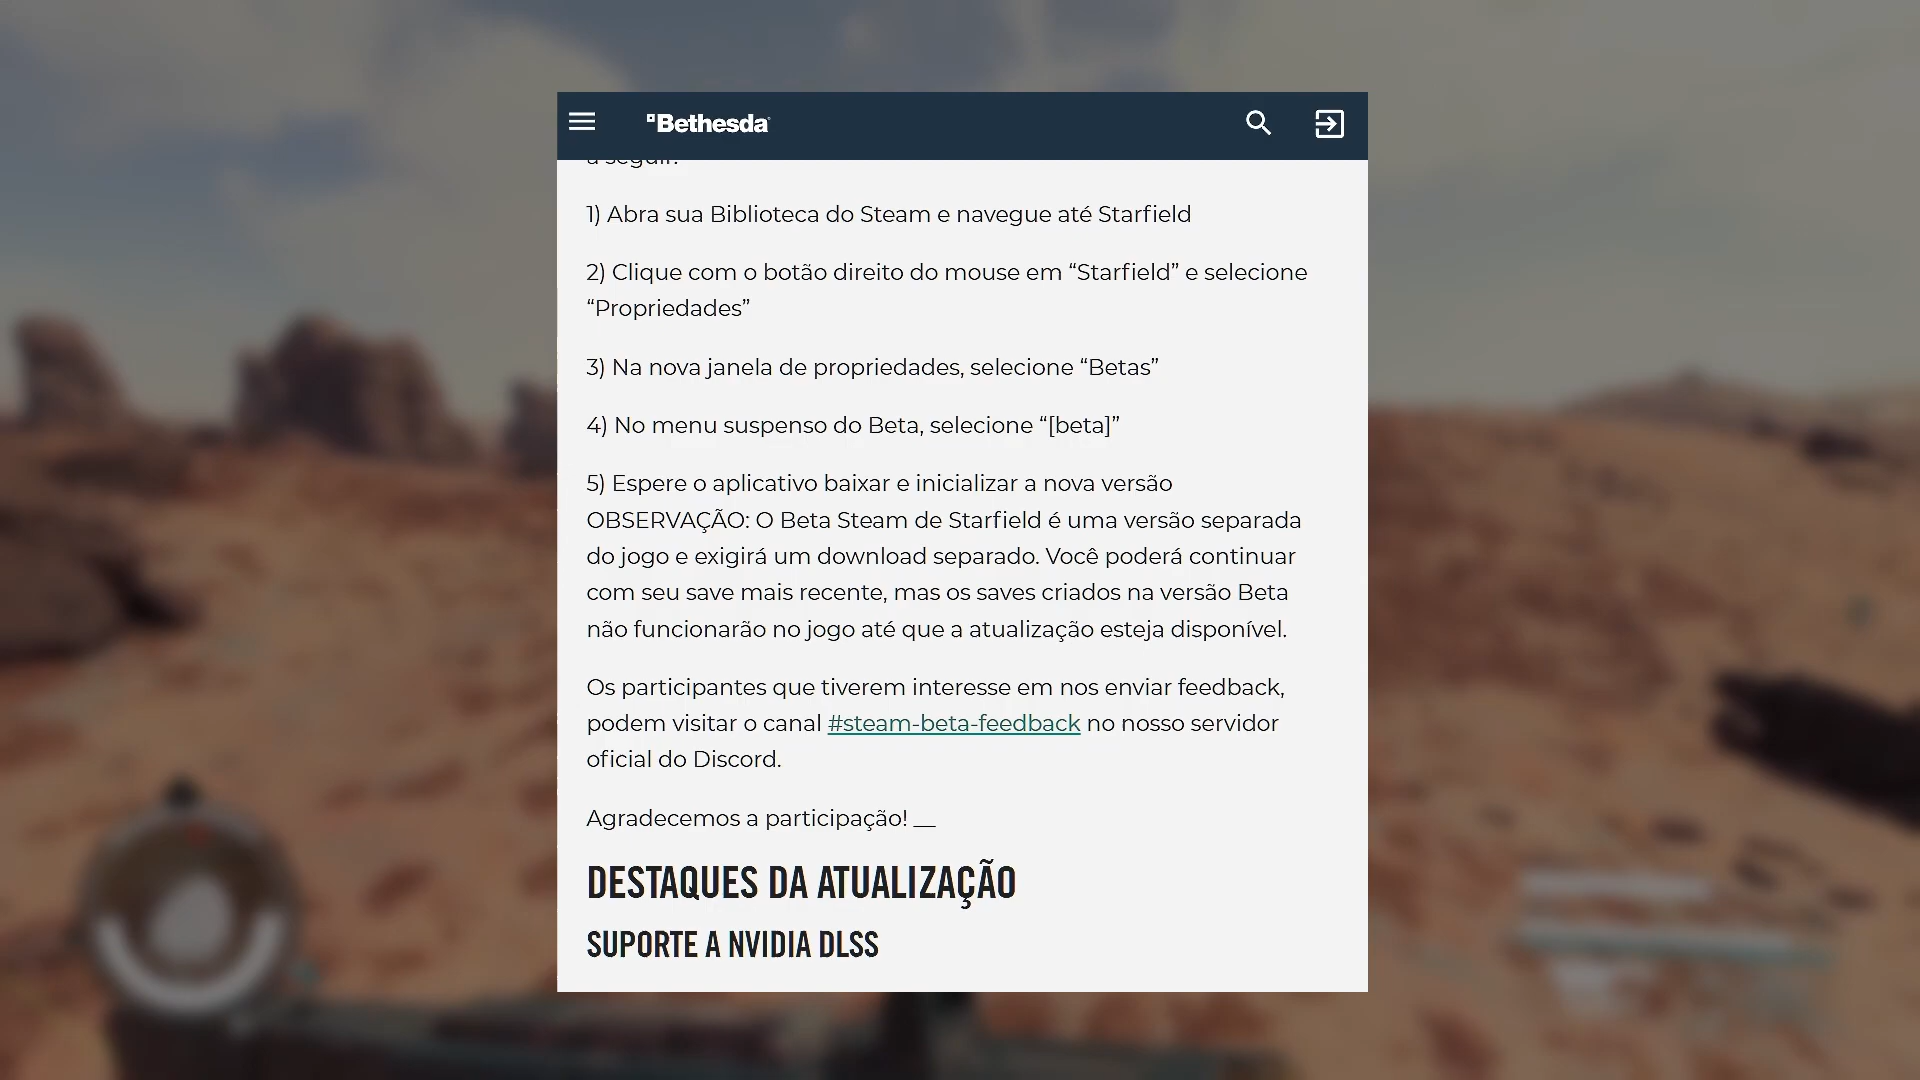 Bethesda
a seguir:
1) Abra sua Biblioteca do Steam e navegue até Starfield
2) Clique com o botão direito do mouse em “Starfield” e selecione
“Propriedades”
3) Na nova janela de propriedades, selecione “Betas”
4) No menu suspenso do Beta, selecione “[beta]”
5) Espere o aplicativo baixar e inicializar a nova versão
OBSERVAÇÃO: O Beta Steam de Starfield é uma versão separada
do jogo e exigirá um download separado. Você poderá continuar
com seu save mais recente, mas os saves criados na versão Beta
não funcionarão no jogo até que a atualização esteja disponível.
Os participantes que tiverem interesse em nos enviar feedback,
podem visitar o canal #steam-beta-feedback no nosso servidor
oficial do Discord.
Agradecemos a participação! __
DESTAQUES DA ATUALIZAÇÃO
SUPORTE A NVIDIA DLSS